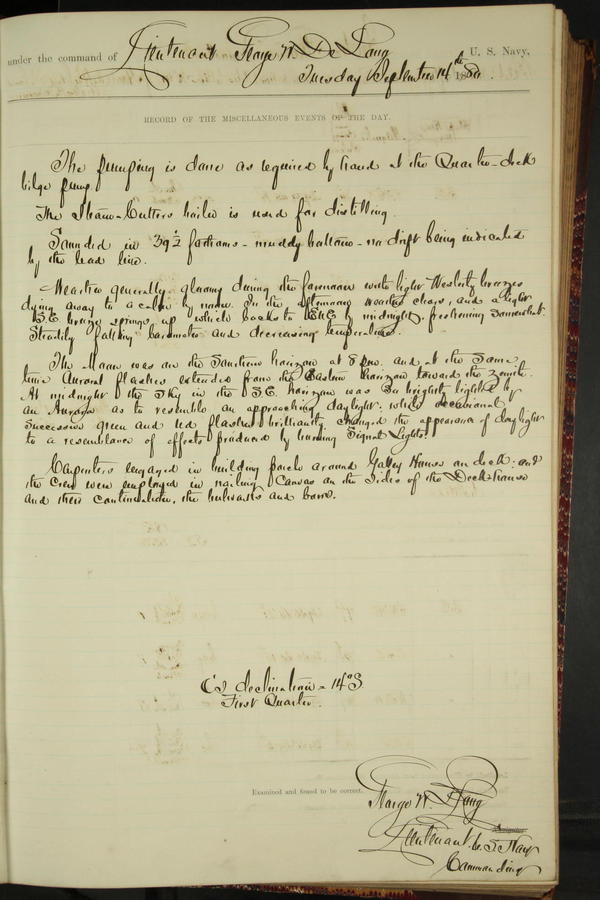 under the command of Lieutenant George W. De Long U. S. Navy,
Tuesday September 14th 1880.
RECORD OF THE MISCELLANEOUS EVENTS OF THE DAY.
The pumping is done as required by hand at the Quarter-deck
bilge pump.
The Steam-Cutters boiler is used for distilling.
Sounded in 39½ fathoms - muddy bottom - no drift being indicated
by the lead line.
Weather generally gloomy during the forenoon with light Westerly breezes
dying away to a calm by noon. In the afternoon weather clears, and a light
S.E. breeze springs up which backs to ENE by midnight, freshening somewhat.
Steadily falling barometer and decreasing temperature.
The Moon was on the Southern horizon at 8 p.m. and at the same
time Auroral flashes extended from the Eastern horizon toward the zenith.
At midnight the sky in the S.E. horizon was so brightly lighted by
an Aurora as to resemble an approaching daylight; while occasional
succession green and red flashes brilliantly changed the appearance of daylight
to a resemblance of effects produced by burning Signal Lights.
Carpenters engaged in building porch around Galley House on deck; and
the crew were employed in nailing canvas on the sides of the Deck-house
and their continuation, the bulwarks and boxes.
declination = 14° S.
First Quarter.
Examined and found to be correct.
George W. De Long
Lieutenant U. S. Navy
Commanding